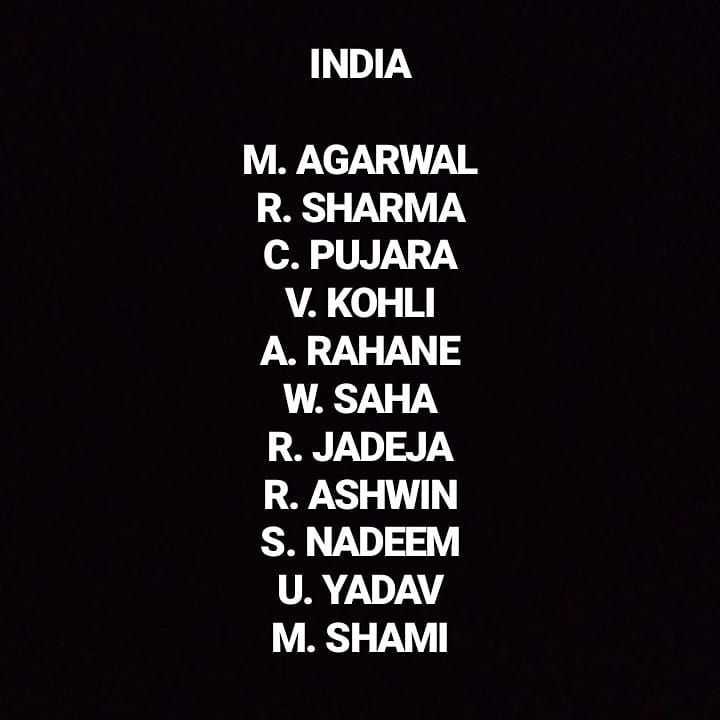 INDIA
M. AGARWAL
R. SHARMA
C. PUJARA
V. KOHLI
A. RAHANE
W. SAHA
R. JADEJA
R. ASHWIN
S. NADEEM
U. YADAV
M. SHAMI